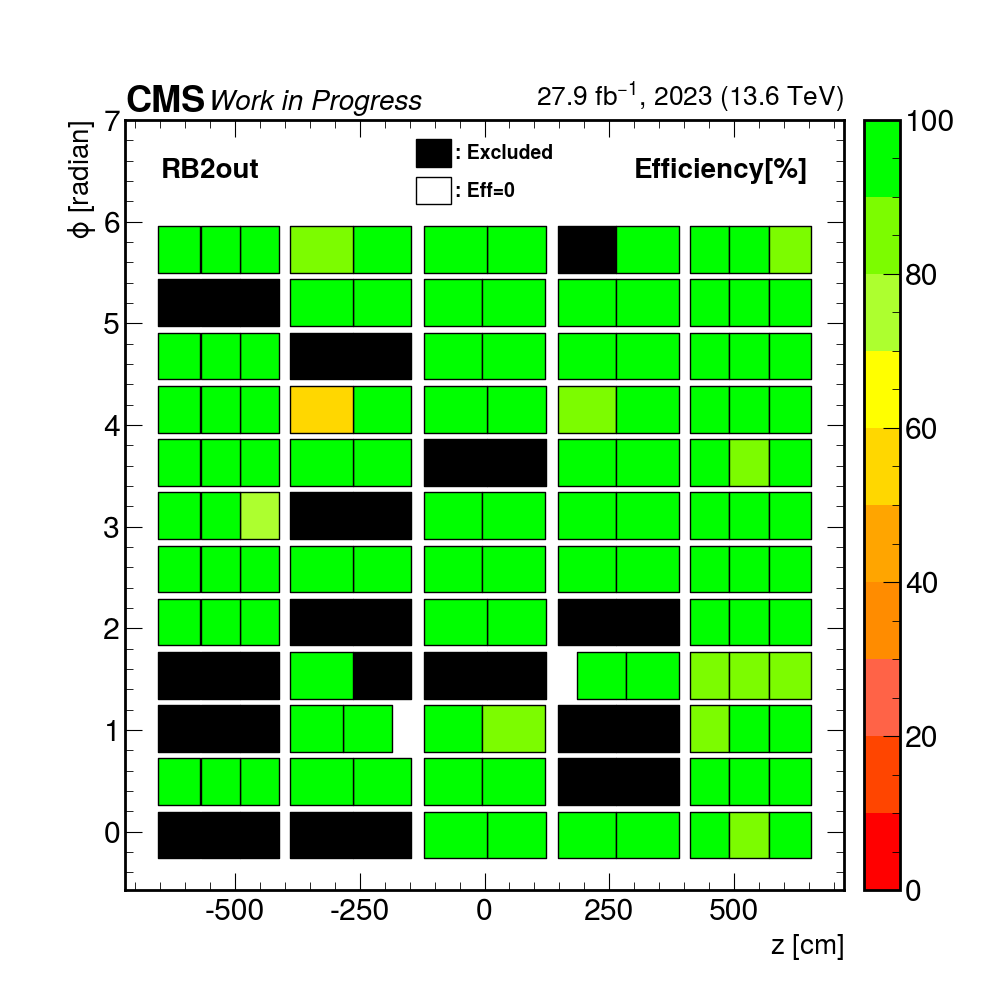 CMS Work in Progress
27.9 fb⁻¹, 2023 (13.6 TeV)
RB2out
: Excluded
: Eff=0
Efficiency[%]
ϕ [radian]
7
6
5
4
3
2
1
0
-500 -250 0 250 500
z [cm]
100
80
60
40
20
0